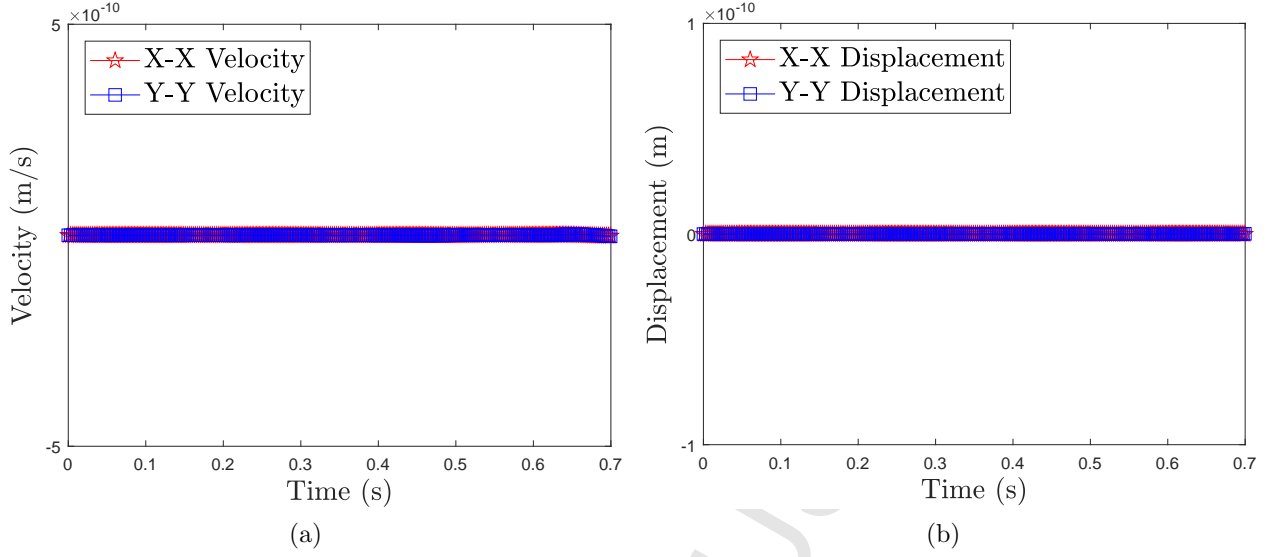 ×10⁻¹⁰
5
X-X Velocity
Y-Y Velocity
Velocity (m/s)
0
-5
0 0.1 0.2 0.3 0.4 0.5 0.6 0.7
Time (s)
(a)
×10⁻¹⁰
1
X-X Displacement
Y-Y Displacement
Displacement (m)
0
-1
0 0.1 0.2 0.3 0.4 0.5 0.6 0.7
Time (s)
(b)